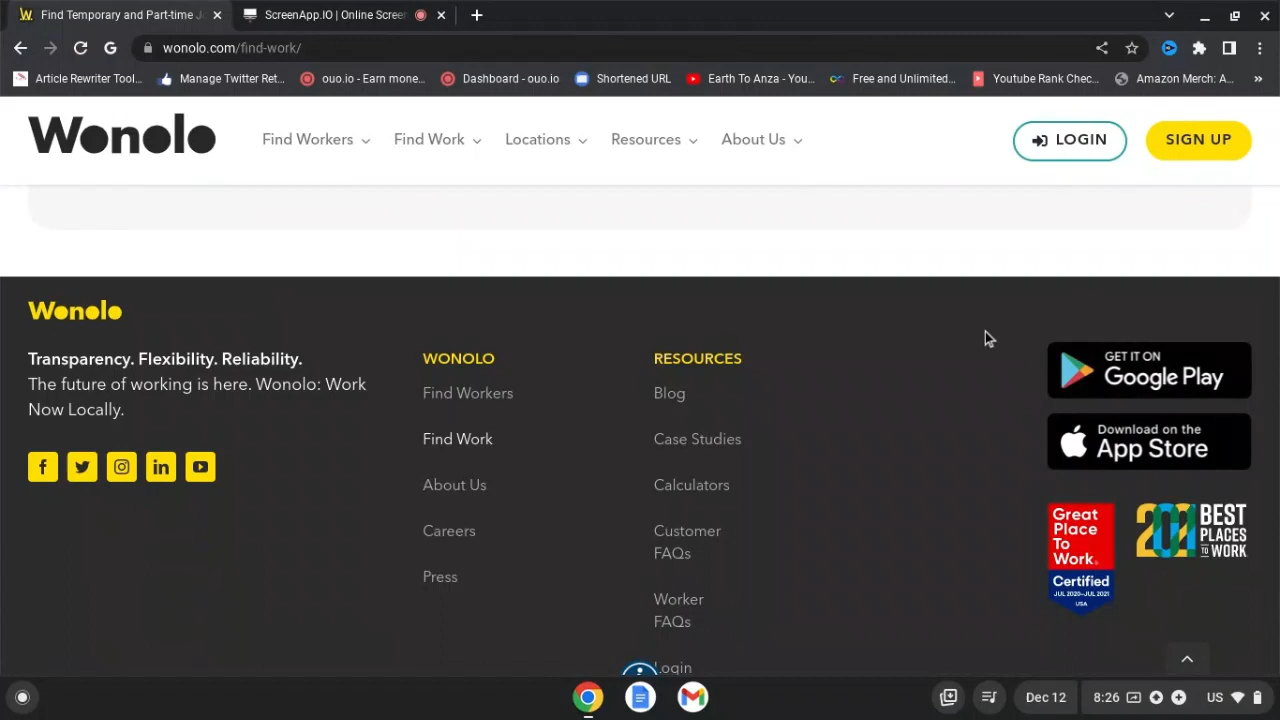 Find Temporary and Part-time J
ScreenApp.IO | Online Screen
wonolo.com/find-work/
Article Rewriter Tool...
Manage Twitter Ret...
ouo.io - Earn mone...
Dashboard - ouo.io
Shortened URL
Earth To Anza - You...
Free and Unlimited...
Youtube Rank Chec...
Amazon Merch: A...
Wonolo
Find Workers
Find Work
Locations
Resources
About Us
LOGIN
SIGN UP
Wonolo
Transparency. Flexibility. Reliability.
The future of working is here. Wonolo: Work
Now Locally.
WONOLO
Find Workers
Find Work
About Us
Careers
Press
RESOURCES
Blog
Case Studies
Calculators
Customer
FAQs
Worker
FAQs
Login
GET IT ON
Google Play
Download on the
App Store
Great
Place
To
Work.
Certified
JUL 2020-JUL 2021
USA
2021 BEST
PLACES
TO WORK
Dec 12
8:26
US